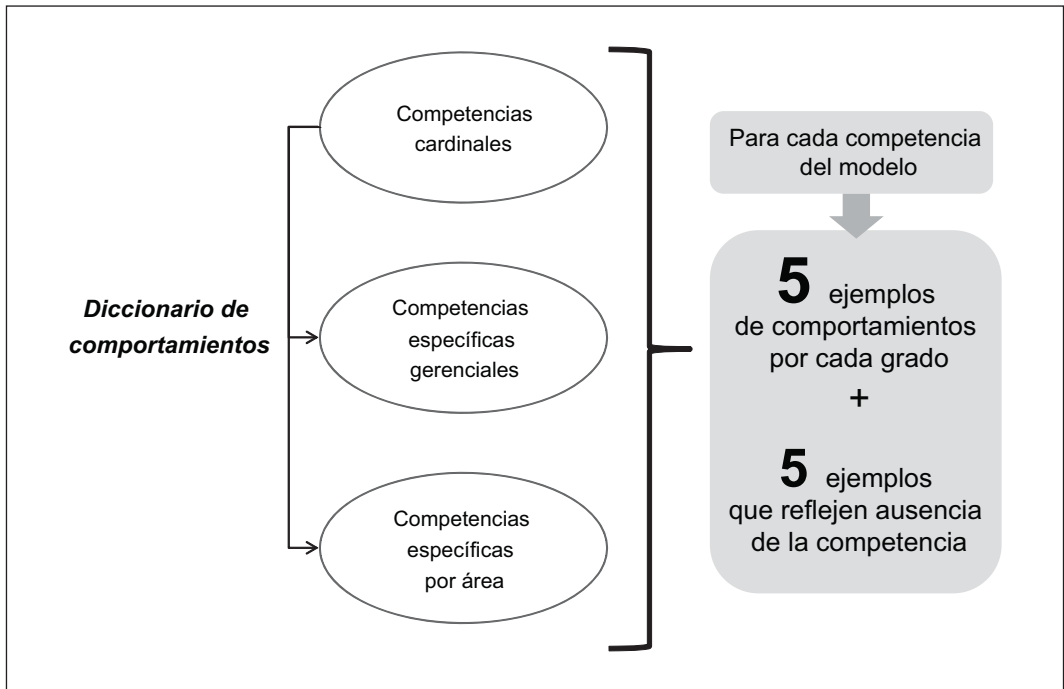 Diccionario de
comportamientos
Competencias
cardinales
Competencias
específicas
gerenciales
Competencias
específicas
por área
Para cada competencia
del modelo
5 ejemplos
de comportamientos
por cada grado
+
5 ejemplos
que reflejen ausencia
de la competencia